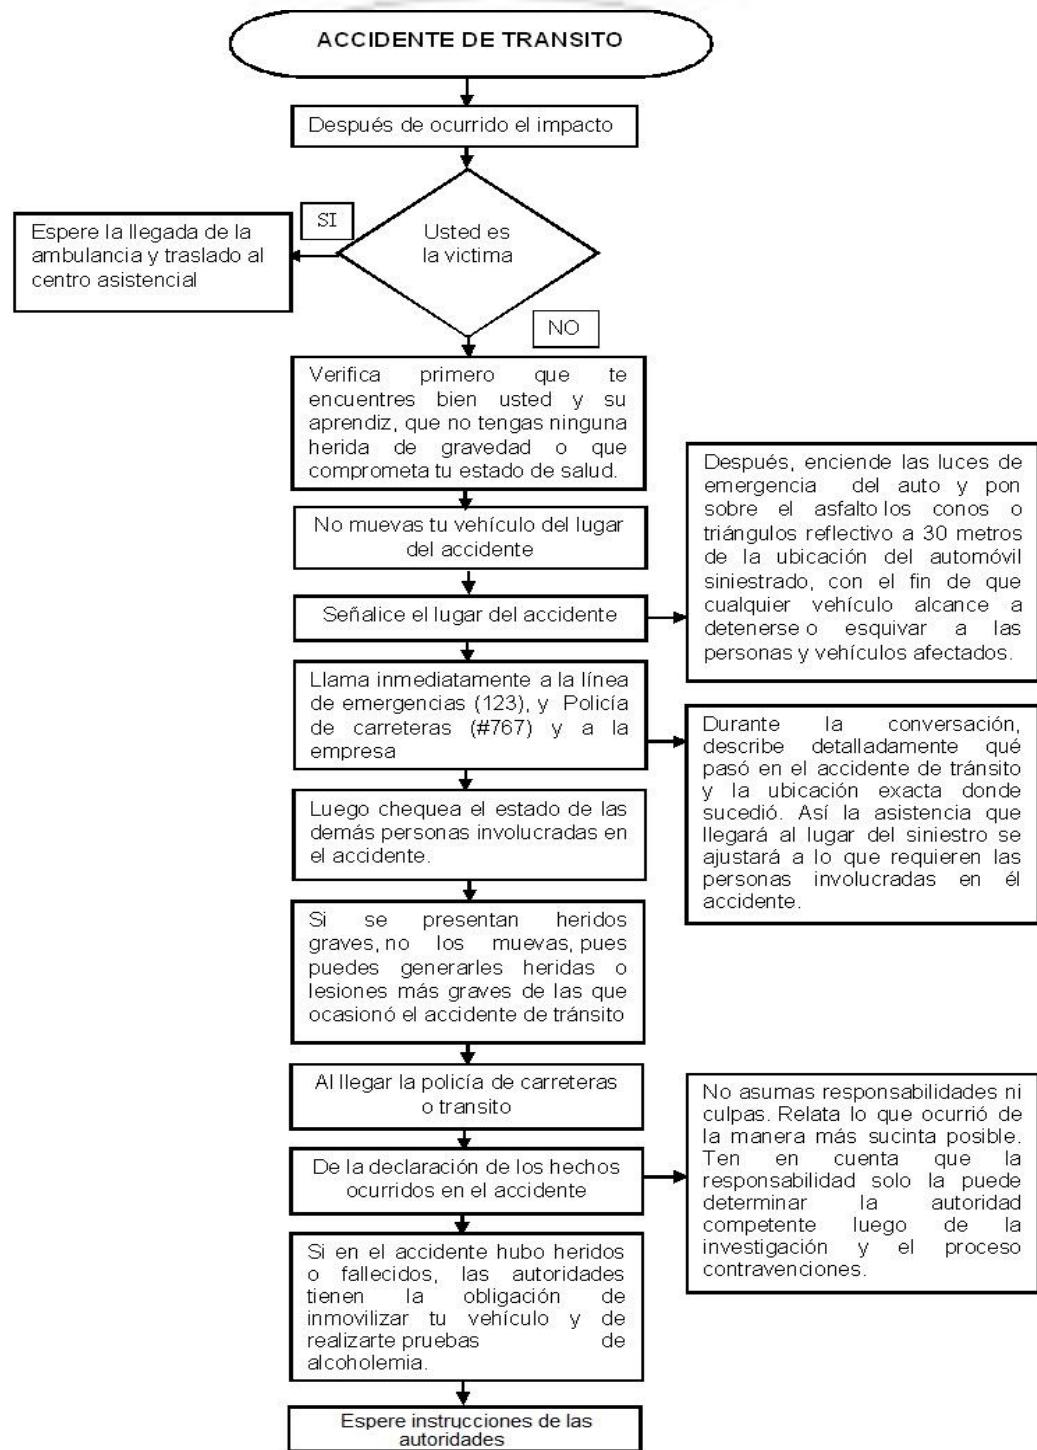 ACCIDENTE DE TRANSITO
Después de ocurrido el impacto
Usted es
la victima
SI
Espere la llegada de la
ambulancia y traslado al
centro asistencial
NO
Verifica primero que te
encuentres bien usted y su
aprendiz, que no tengas ninguna
herida de gravedad o que
comprometa tu estado de salud.
No muevas tu vehículo del lugar
del accidente
Señalice el lugar del accidente
Después, enciende las luces de
emergencia del auto y pon
sobre el asfalto los conos o
triángulos reflectivo a 30 metros
de la ubicación del automóvil
siniestrado, con el fin de que
cualquier vehículo alcance a
detenerse o esquivar a las
personas y vehículos afectados.
Llama inmediatamente a la línea
de emergencias (123), y Policía
de carreteras (#767) y a la
empresa
Durante la conversación,
describe detalladamente qué
pasó en el accidente de tránsito
y la ubicación exacta donde
sucedió. Así la asistencia que
llegará al lugar del siniestro se
ajustará a lo que requieren las
personas involucradas en él
accidente.
Luego chequea el estado de las
demás personas involucradas en
el accidente.
Si se presentan heridos
graves, no los muevas, pues
puedes generarles heridas o
lesiones más graves de las que
ocasionó el accidente de tránsito
Al llegar la policía de carreteras
o transito
De la declaración de los hechos
ocurridos en el accidente
No asumas responsabilidades ni
culpas. Relata lo que ocurrió de
la manera más sucinta posible.
Ten en cuenta que la
responsabilidad solo la puede
determinar la autoridad
competente luego de la
investigación y el proceso
contravenciones.
Si en el accidente hubo heridos
o fallecidos, las autoridades
tienen la obligación de
inmovilizar tu vehículo y de
realizarte pruebas de
alcoholemia.
Espere instrucciones de las
autoridades